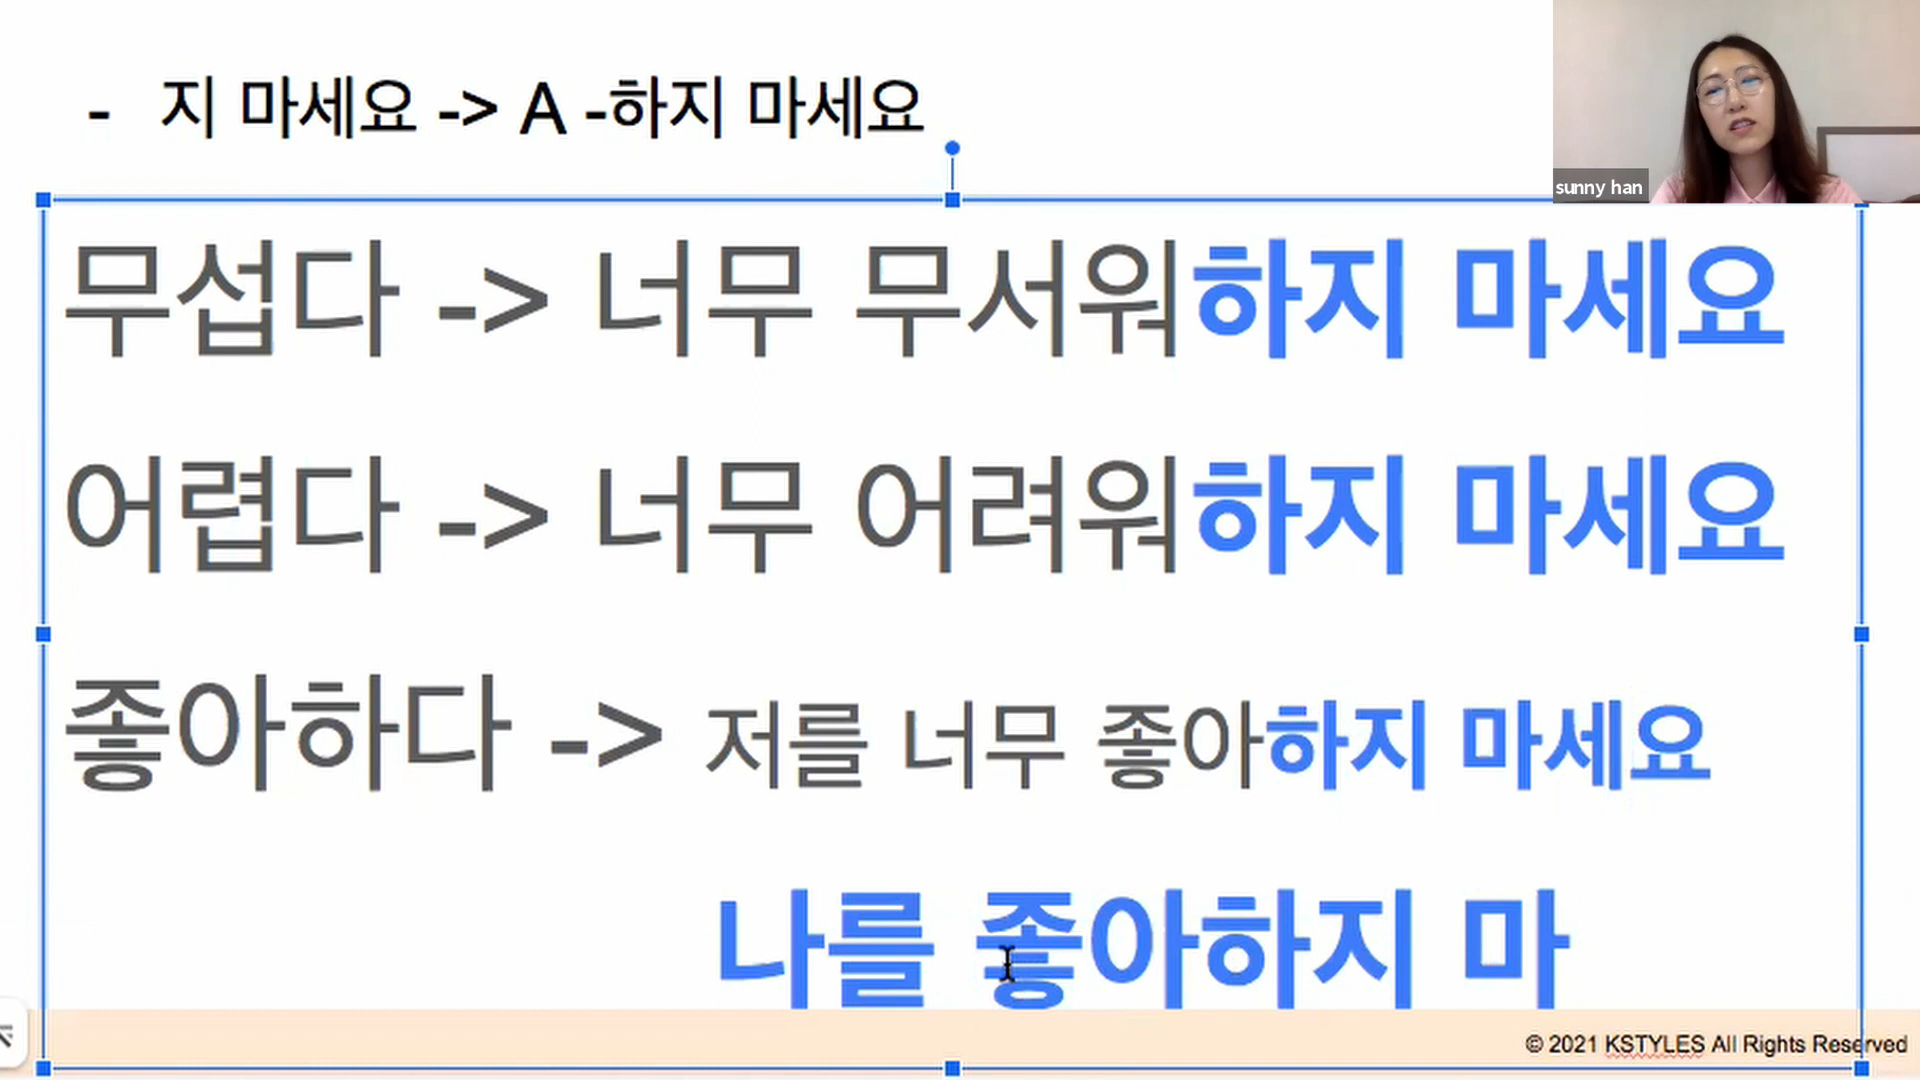 - 지 마세요 -> A -하지 마세요
sunny han
무섭다 -> 너무 무서워하지 마세요
어렵다 -> 너무 어려워하지 마세요
좋아하다 -> 저를 너무 좋아하지 마세요
나를 좋아하지 마
© 2021 KSTYLES All Rights Reserved